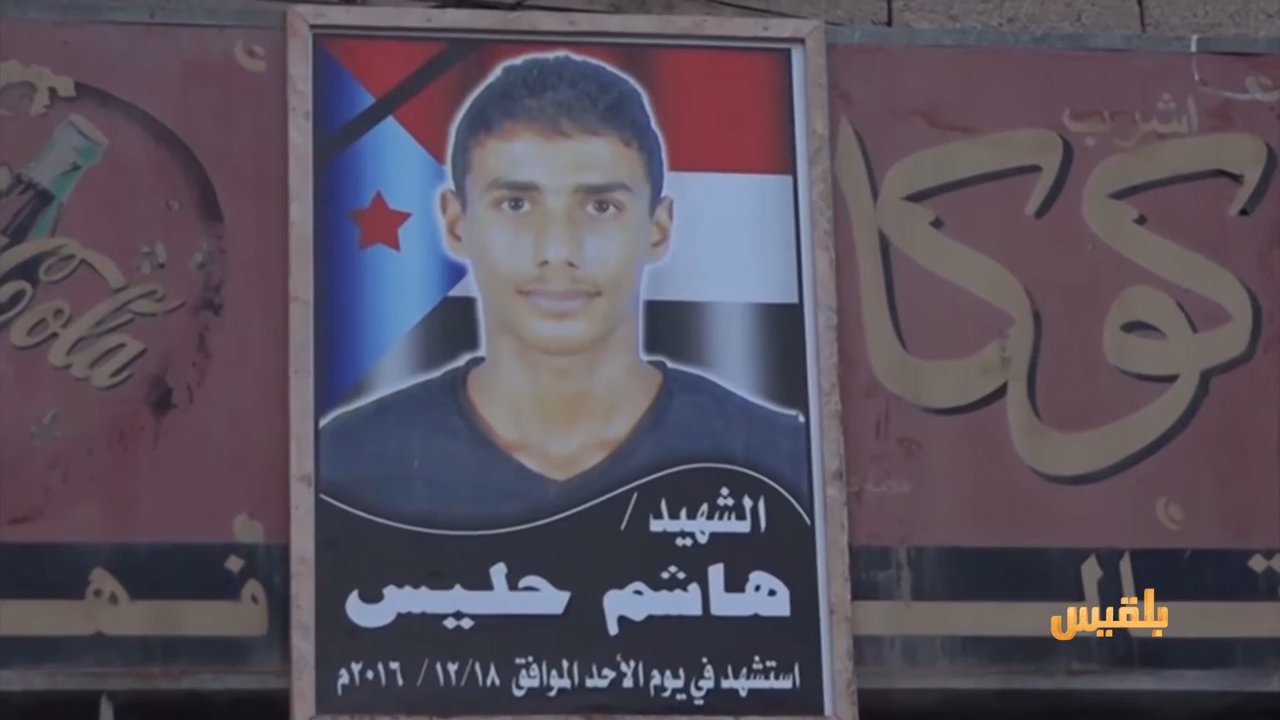 اشرب
كوكا
Cola
الشهيد /
هاشم حليس
استشهد في يوم الأحد الموافق ١٢/١٨ / ٢٠١٦م
بلقيس